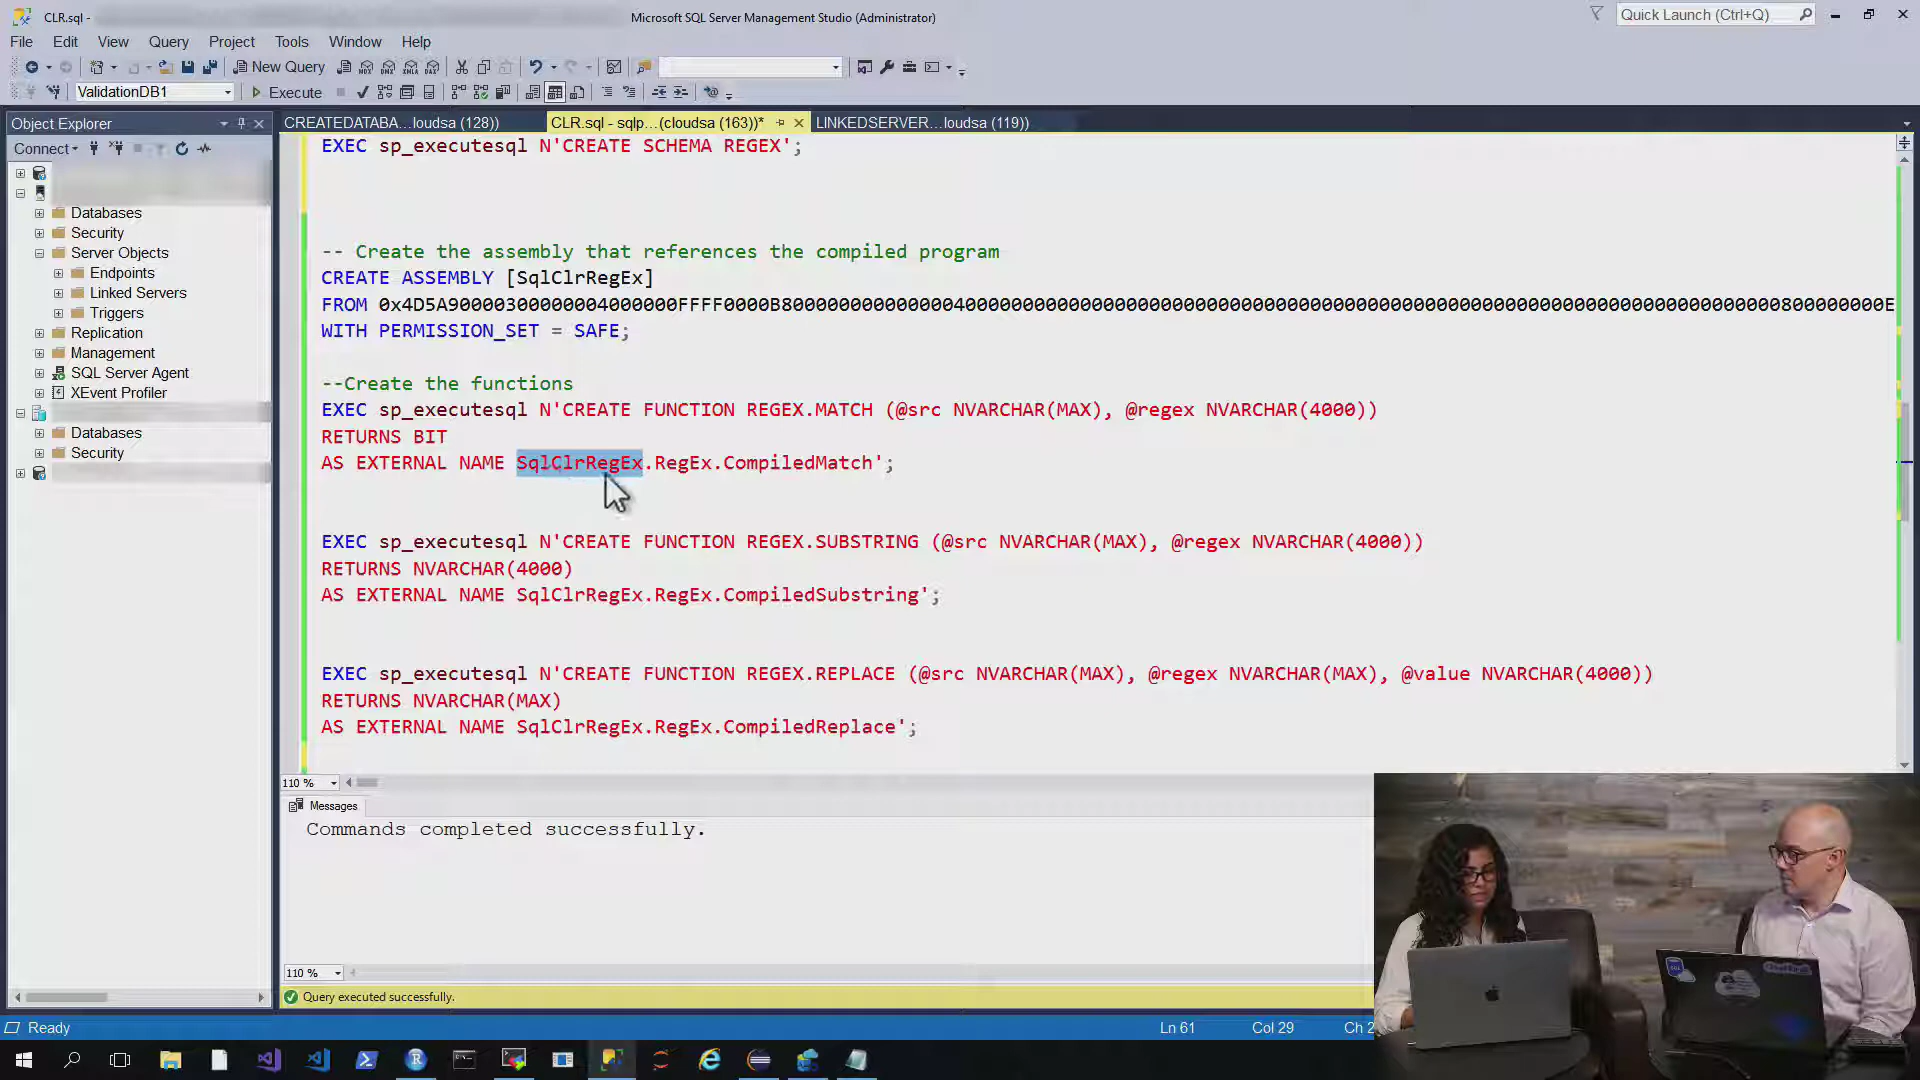 CLR.sql -
Microsoft SQL Server Management Studio (Administrator)
Quick Launch (Ctrl+Q)
File Edit View Query Project Tools Window Help
New Query
ValidationDB1
Execute
Object Explorer
CREATEDATABA...loudsa (128))
CLR.sql - sqlp...(cloudsa (163))*
LINKEDSERVER...loudsa (119))
Connect
Databases
Security
Server Objects
Endpoints
Linked Servers
Triggers
Replication
Management
SQL Server Agent
XEvent Profiler
Databases
Security
EXEC sp_executesql N'CREATE SCHEMA REGEX';
-- Create the assembly that references the compiled program
CREATE ASSEMBLY [SqlClrRegEx]
WITH PERMISSION_SET = SAFE;
--Create the functions
EXEC sp_executesql N'CREATE FUNCTION REGEX.MATCH (@src NVARCHAR(MAX), @regex NVARCHAR(4000))
RETURNS BIT
AS EXTERNAL NAME SqlClrRegEx.RegEx.CompiledMatch';
EXEC sp_executesql N'CREATE FUNCTION REGEX.SUBSTRING (@src NVARCHAR(MAX), @regex NVARCHAR(4000))
RETURNS NVARCHAR(4000)
AS EXTERNAL NAME SqlClrRegEx.RegEx.CompiledSubstring';
EXEC sp_executesql N'CREATE FUNCTION REGEX.REPLACE (@src NVARCHAR(MAX), @regex NVARCHAR(MAX), @value NVARCHAR(4000))
RETURNS NVARCHAR(MAX)
AS EXTERNAL NAME SqlClrRegEx.RegEx.CompiledReplace';
110 %
Messages
Commands completed successfully.
110 %
Query executed successfully.
Ready
Ln 61
Col 29
Ch 2
SQL